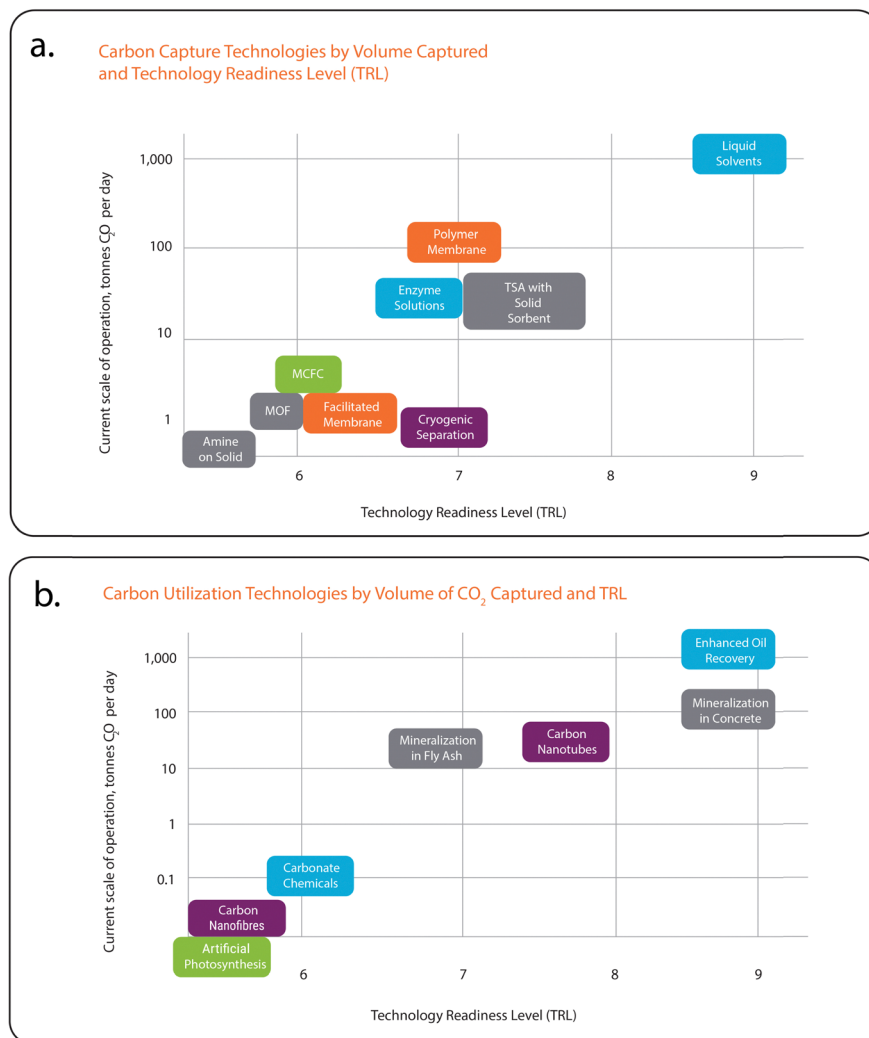 a.
Carbon Capture Technologies by Volume Captured
and Technology Readiness Level (TRL)
Current scale of operation, tonnes CO2 per day
1,000
100
10
1
Liquid
Solvents
Polymer
Membrane
Enzyme
Solutions
TSA with
Solid
Sorbent
MCFC
MOF
Facilitated
Membrane
Cryogenic
Separation
Amine
on Solid
6
7
8
9
Technology Readiness Level (TRL)
b.
Carbon Utilization Technologies by Volume of CO2 Captured and TRL
Current scale of operation, tonnes CO2 per day
1,000
100
10
1
0.1
Enhanced Oil
Recovery
Mineralization
in Concrete
Mineralization
in Fly Ash
Carbon
Nanotubes
Carbonate
Chemicals
Carbon
Nanofibres
Artificial
Photosynthesis
6
7
8
9
Technology Readiness Level (TRL)